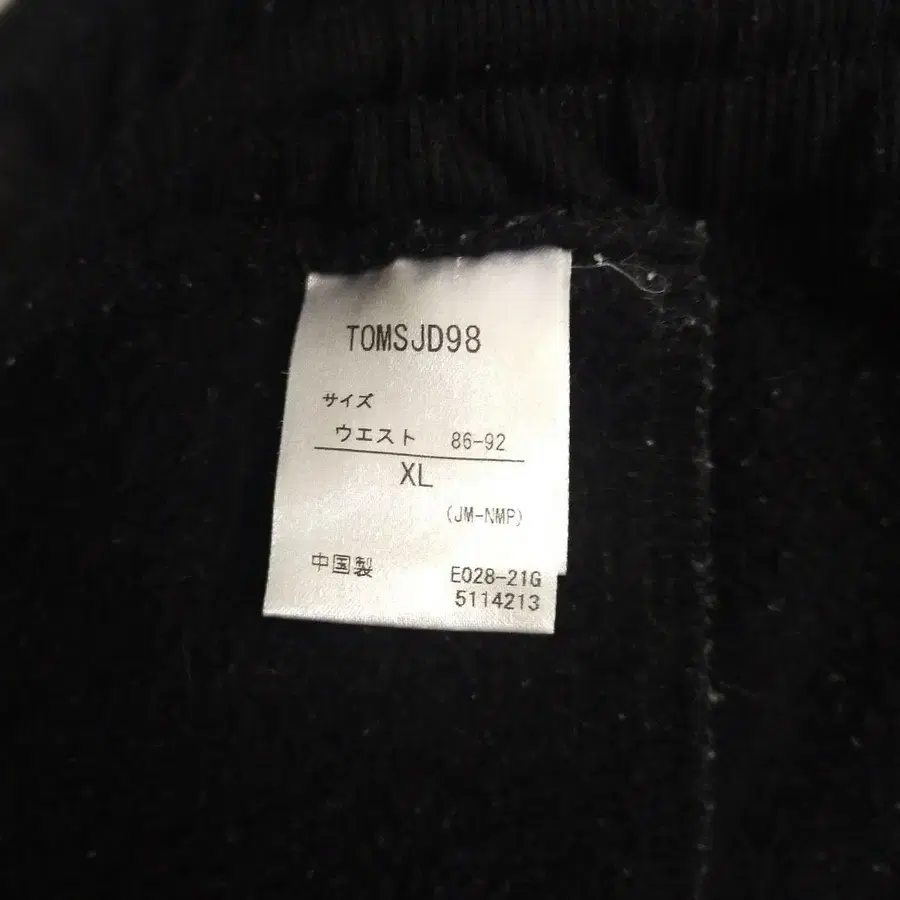 TOMSJD98
サイズ
ウエスト 86-92
XL
(JM-NMP)
中国製 E028-21G
5114213